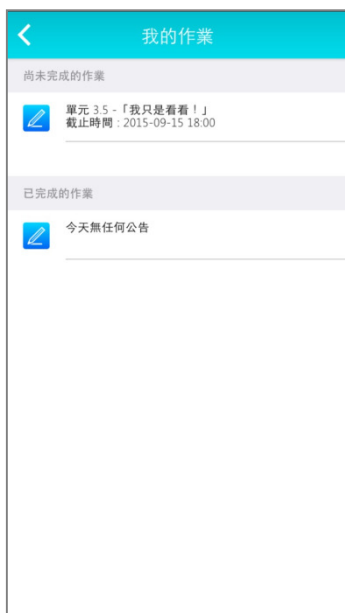 我的作業
尚未完成的作業
單元 3.5 -「我只是看看！」
截止時間 : 2015-09-15 18:00
已完成的作業
今天無任何公告